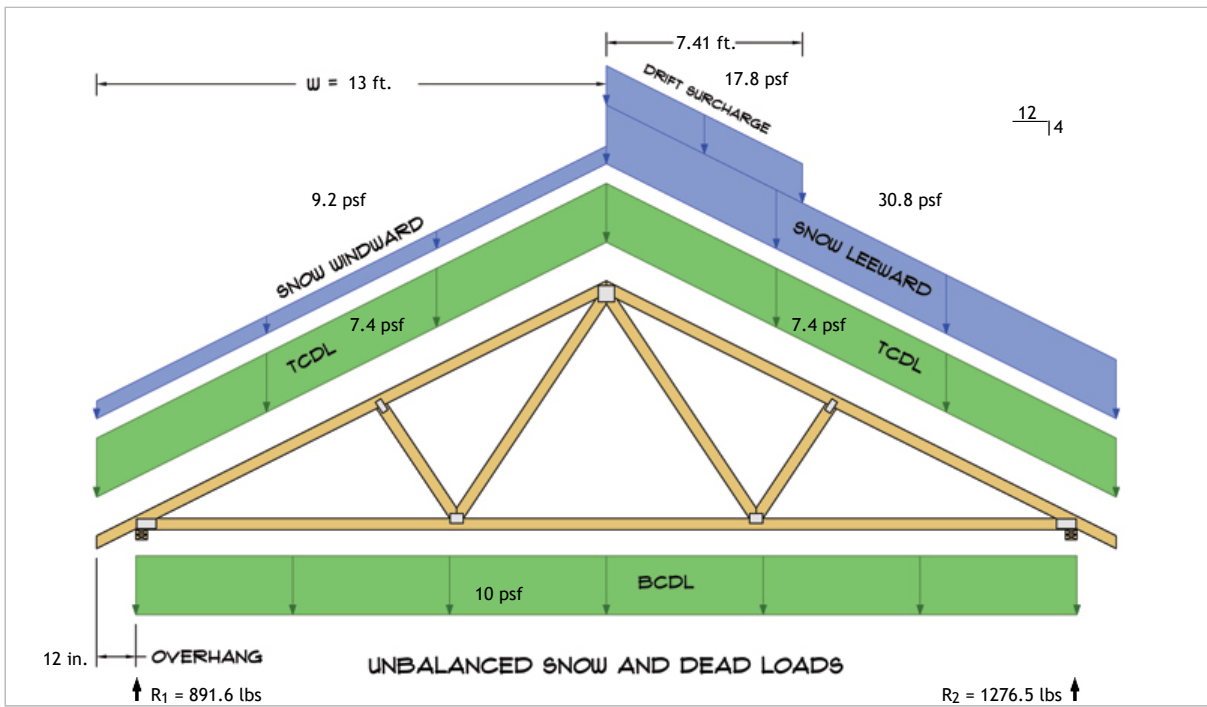 7.41 ft.
W = 13 ft.
DRIFT SURCHARGE
17.8 psf
12
4
9.2 psf
30.8 psf
SNOW WINDWARD
SNOW LEEWARD
7.4 psf
7.4 psf
TCDL
TCDL
BCDL
10 psf
12 in.
OVERHANG
UNBALANCED SNOW AND DEAD LOADS
R1 = 891.6 lbs
R2 = 1276.5 lbs